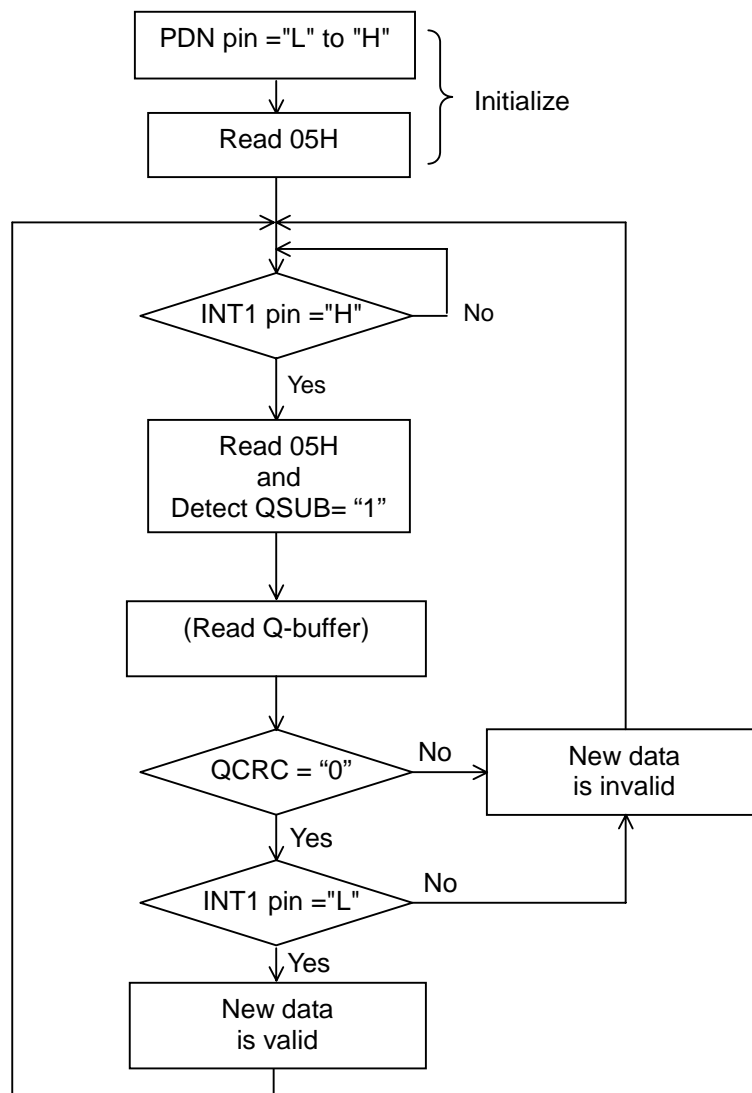 PDN pin ="L" to "H"
Initialize
Read 05H
INT1 pin ="H"
No
Yes
Read 05H
and
Detect QSUB= “1”
(Read Q-buffer)
QCRC = “0”
No
New data
is invalid
Yes
INT1 pin ="L"
No
Yes
New data
is valid